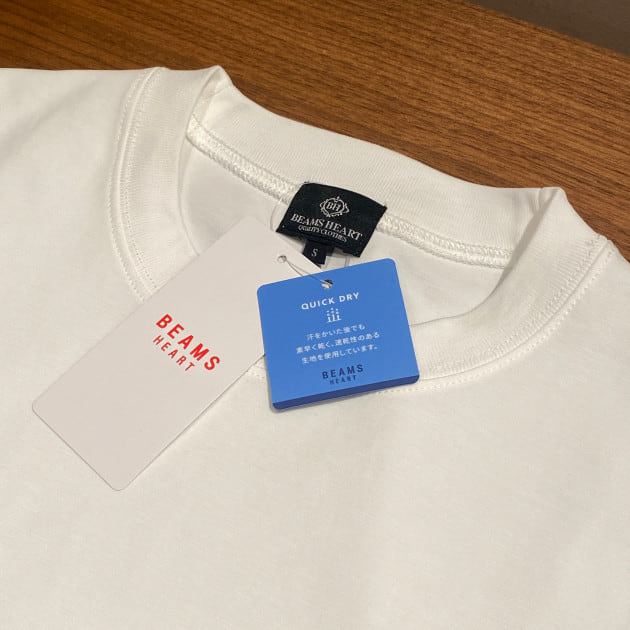 BH
BEAMS HEART
QUALITY CLOTHES
S
BEAMS
HEART
QUICK DRY
汗をかいた後でも
素早く乾く、速乾性のある
生地を使用しています。
BEAMS
HEART